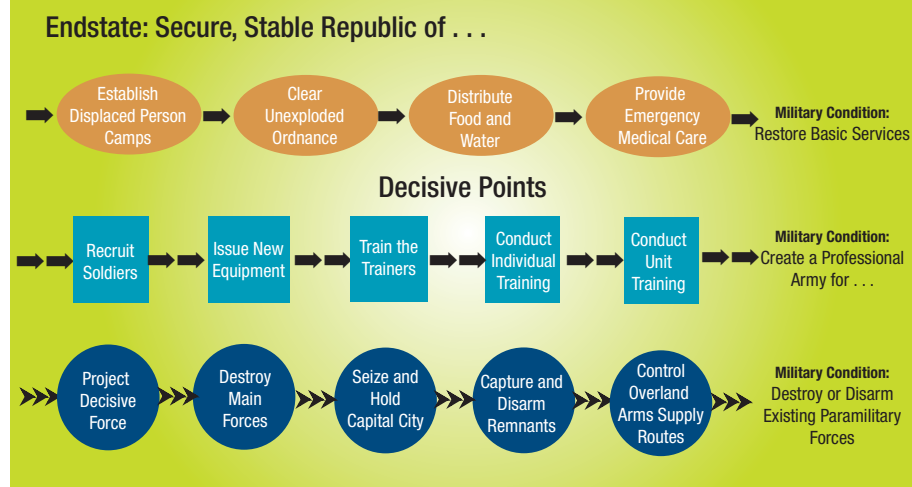 Endstate: Secure, Stable Republic of . . .
Establish
Displaced Person
Camps
Clear
Unexploded
Ordnance
Distribute
Food and
Water
Provide
Emergency
Medical Care
Military Condition:
Restore Basic Services
Decisive Points
Recruit
Soldiers
Issue New
Equipment
Train the
Trainers
Conduct
Individual
Training
Conduct
Unit
Training
Military Condition:
Create a Professional
Army for . . .
Project
Decisive
Force
Destroy
Main
Forces
Seize and
Hold
Capital City
Capture and
Disarm
Remnants
Control
Overland
Arms Supply
Routes
Military Condition:
Destroy or Disarm
Existing Paramilitary
Forces